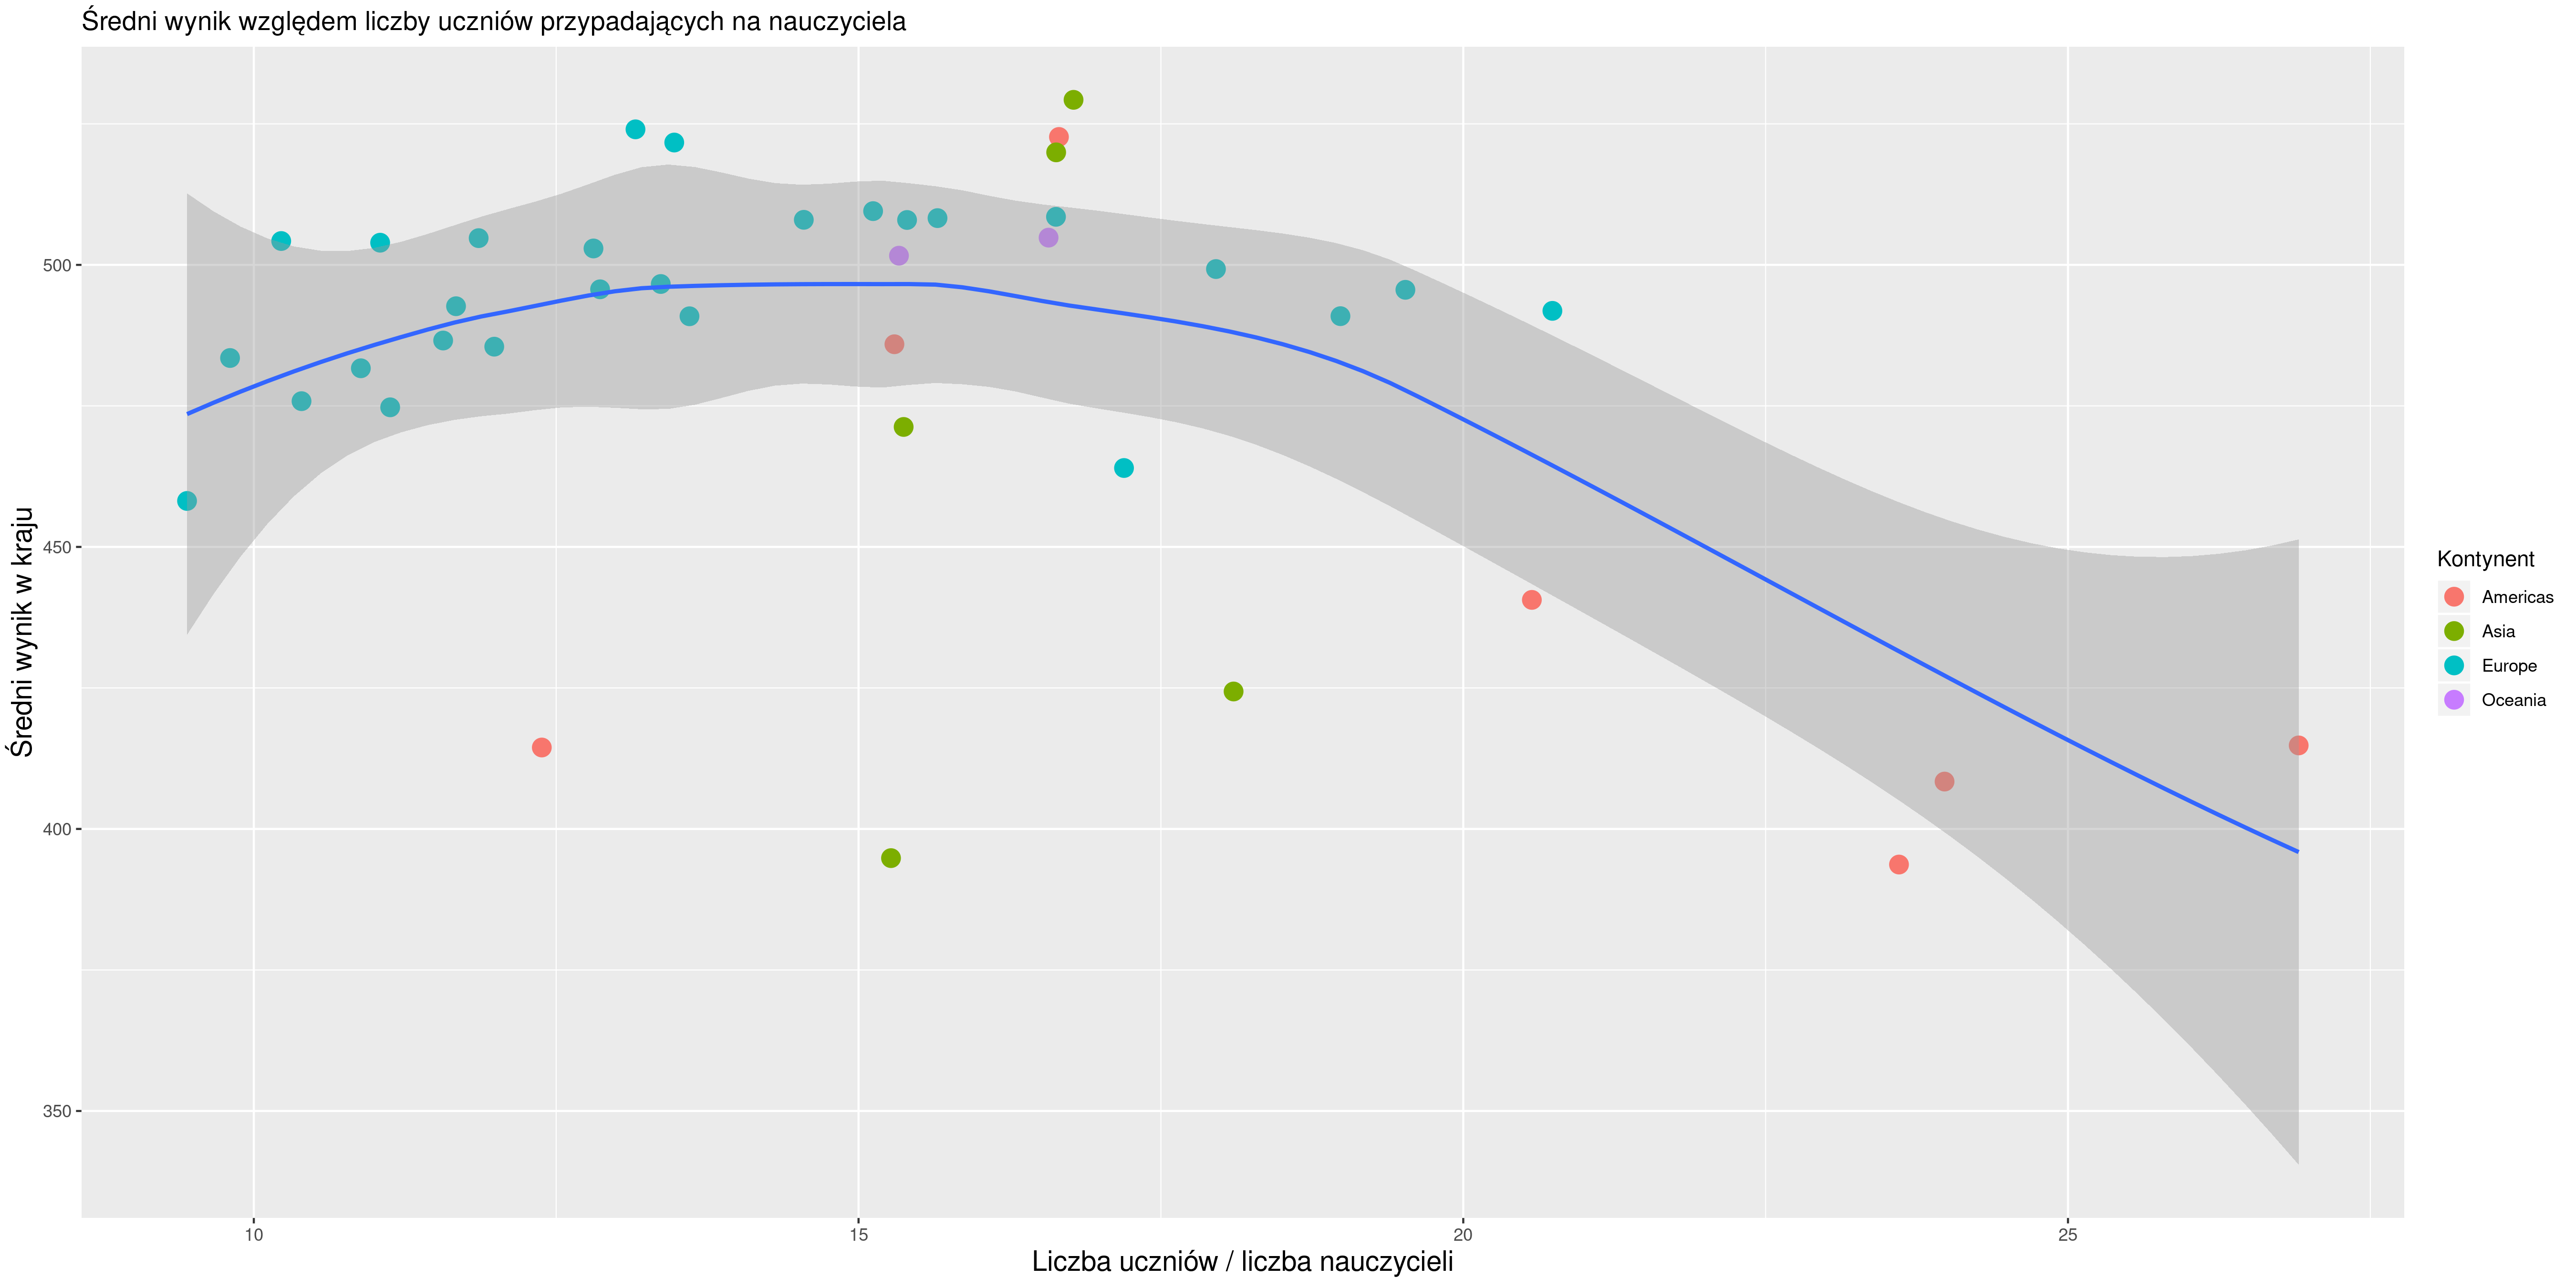 Średni wynik względem liczby uczniów przypadających na nauczyciela
Średni wynik w kraju
500
450
400
350
10
15
20
25
Liczba uczniów / liczba nauczycieli
Kontynent
Americas
Asia
Europe
Oceania